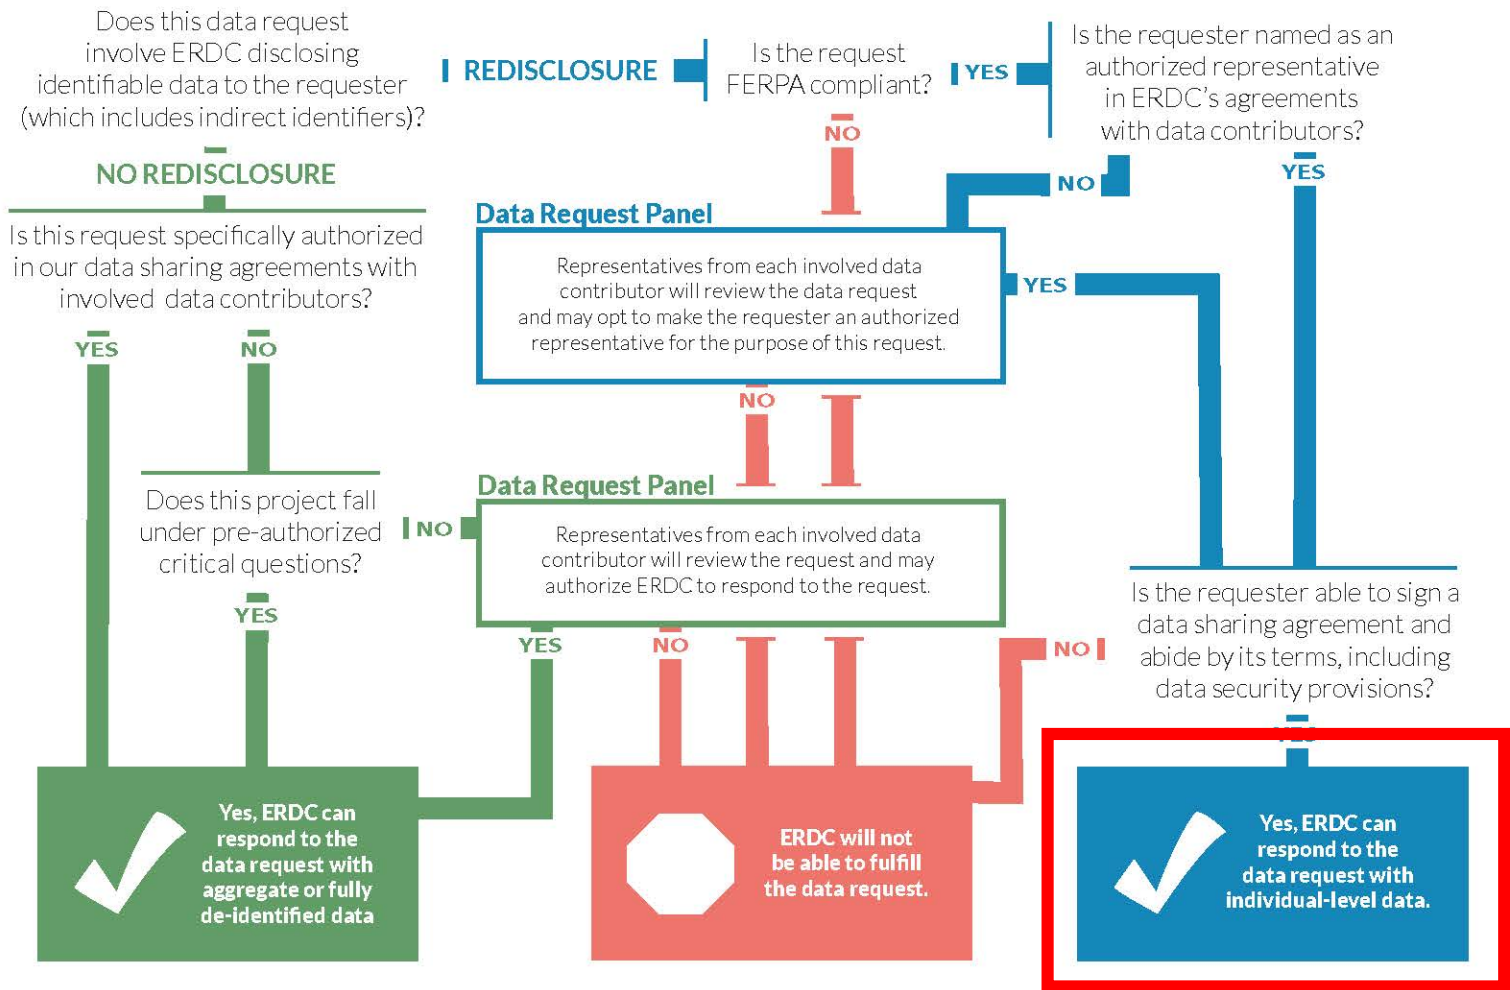 Does this data request
involve ERDC disclosing
identifiable data to the requester
(which includes indirect identifiers)?
REDISCLOSURE
Is the request
FERPA compliant?
YES
Is the requester named as an
authorized representative
in ERDC's agreements
with data contributors?
NO
NO REDISCLOSURE
NO
YES
Is this request specifically authorized
in our data sharing agreements with
involved data contributors?
Data Request Panel
Representatives from each involved data
contributor will review the data request
and may opt to make the requester an authorized
representative for the purpose of this request.
YES
YES
NO
NO
Does this project fall
under pre-authorized
critical questions?
NO
Data Request Panel
Representatives from each involved data
contributor will review the request and may
authorize ERDC to respond to the request.
Is the requester able to sign a
data sharing agreement and
abide by its terms, including
data security provisions?
YES
YES
NO
NO
YES
Yes, ERDC can
respond to the
data request with
aggregate or fully
de-identified data
ERDC will not
be able to fulfill
the data request.
Yes, ERDC can
respond to the
data request with
individual-level data.